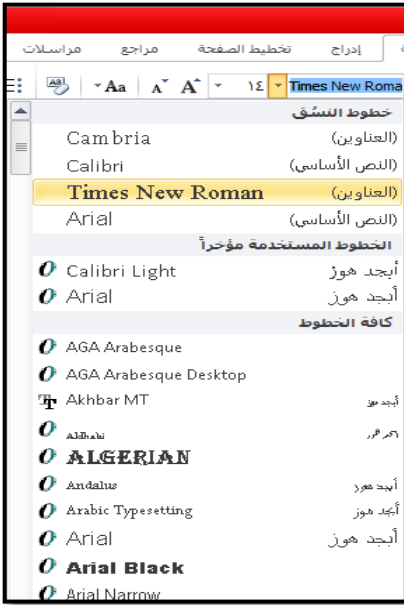 إدراج تخطيط الصفحة مراجع مراسلات
Times New Roma ١٤ Aa
خطوط النسُق
Cambria (العناوين)
Calibri (النص الأساسي)
Times New Roman (العناوين)
Arial (النص الأساسي)
الخطوط المستخدمة مؤخراً
Calibri Light أبجد هوز
Arial أبجد هوز
كافة الخطوط
AGA Arabesque
AGA Arabesque Desktop
Akhbar MT أبجد هوز
Aldhabi
ALGERIAN
Andalus أبجد هوز
Arabic Typesetting أبجد هوز
Arial أبجد هوز
Arial Black
Arial Narrow